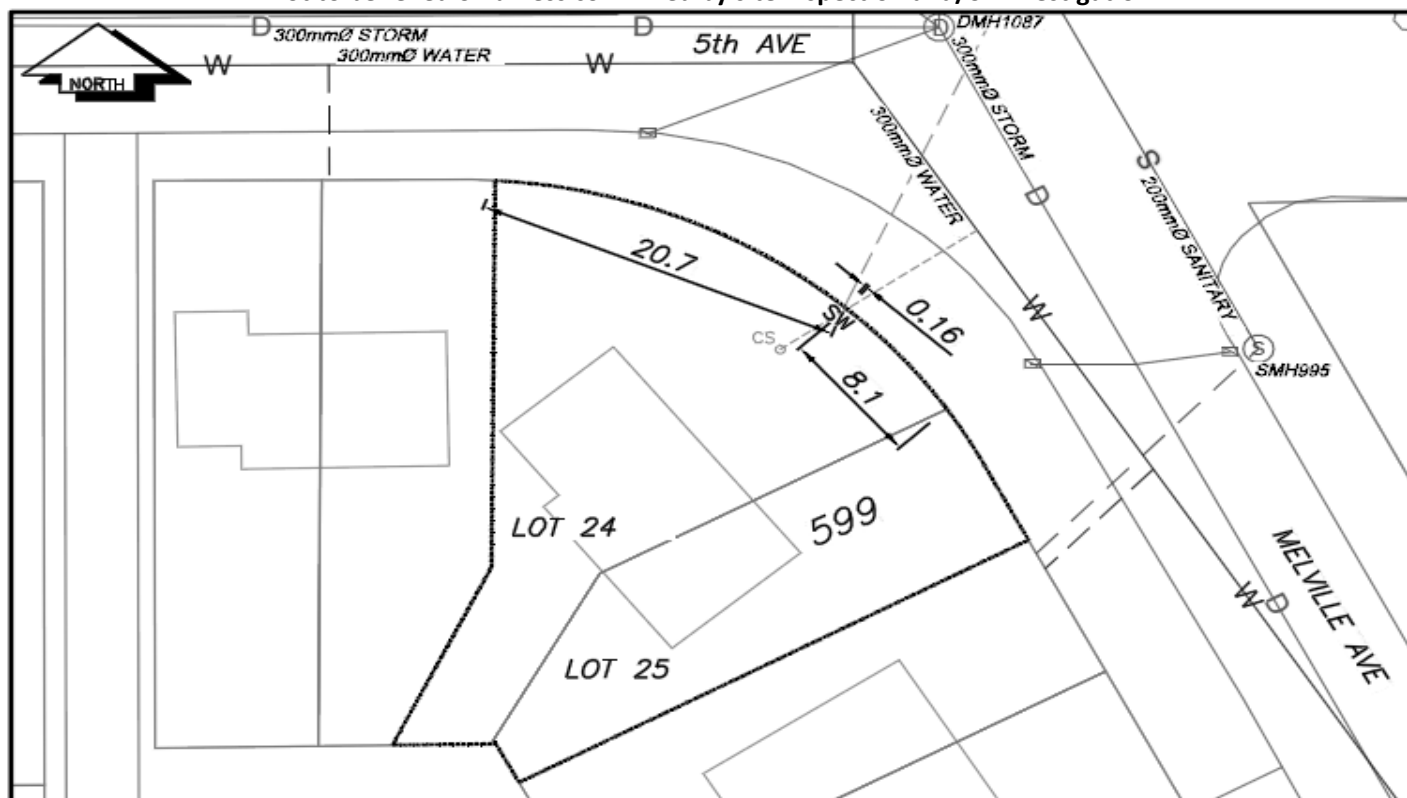 D 300mmØ STORM D
DMH1087
D
W 300mmØ WATER W
5th AVE
NORTH
300mmØ STORM
D
300mmØ WATER
W
S
200mmØ SANITARY
20.7
SW
0.16
CS
8.1
S
SMH995
LOT 24
599
W D
MELVILLE AVE
LOT 25